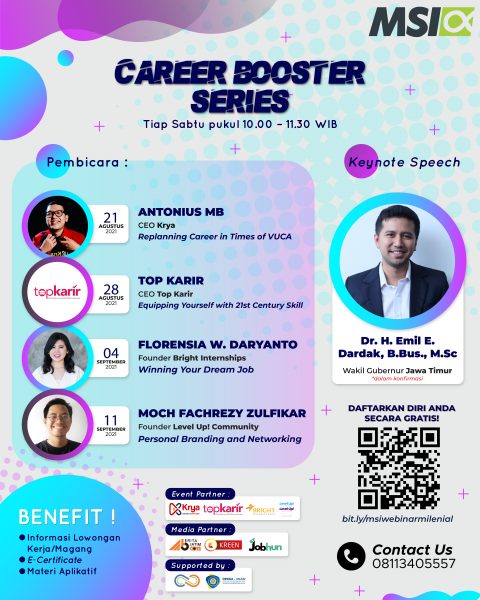 MSI
CAREER BOOSTER
SERIES
Tiap Sabtu pukul 10.00 - 11.30 WIB
Pembicara :
21
AGUSTUS
2021
ANTONIUS MB
CEO Krya
Replanning Career in Times of VUCA
topkarir
28
AGUSTUS
2021
TOP KARIR
CEO Top Karir
Equipping Yourself with 21st Century Skill
04
SEPTEMBER
2021
FLORENSIA W. DARYANTO
Founder Bright Internships
Winning Your Dream Job
11
SEPTEMBER
2021
MOCH FACHREZY ZULFIKAR
Founder Level Up! Community
Personal Branding and Networking
Keynote Speech
Dr. H. Emil E.
Dardak, B.Bus., M.Sc
Wakil Gubernur Jawa Timur
*dalam konfirmasi
DAFTARKAN DIRI ANDA
SECARA GRATIS!
bit.ly/msiwebinarmilenial
BENEFIT !
Informasi Lowongan
Kerja/Magang
E-Certificate
Materi Aplikatif
Event Partner :
Krya topkarir BRIGHT
Media Partner :
KREEN Jobhun
Supported by :
Contact Us
08113405557